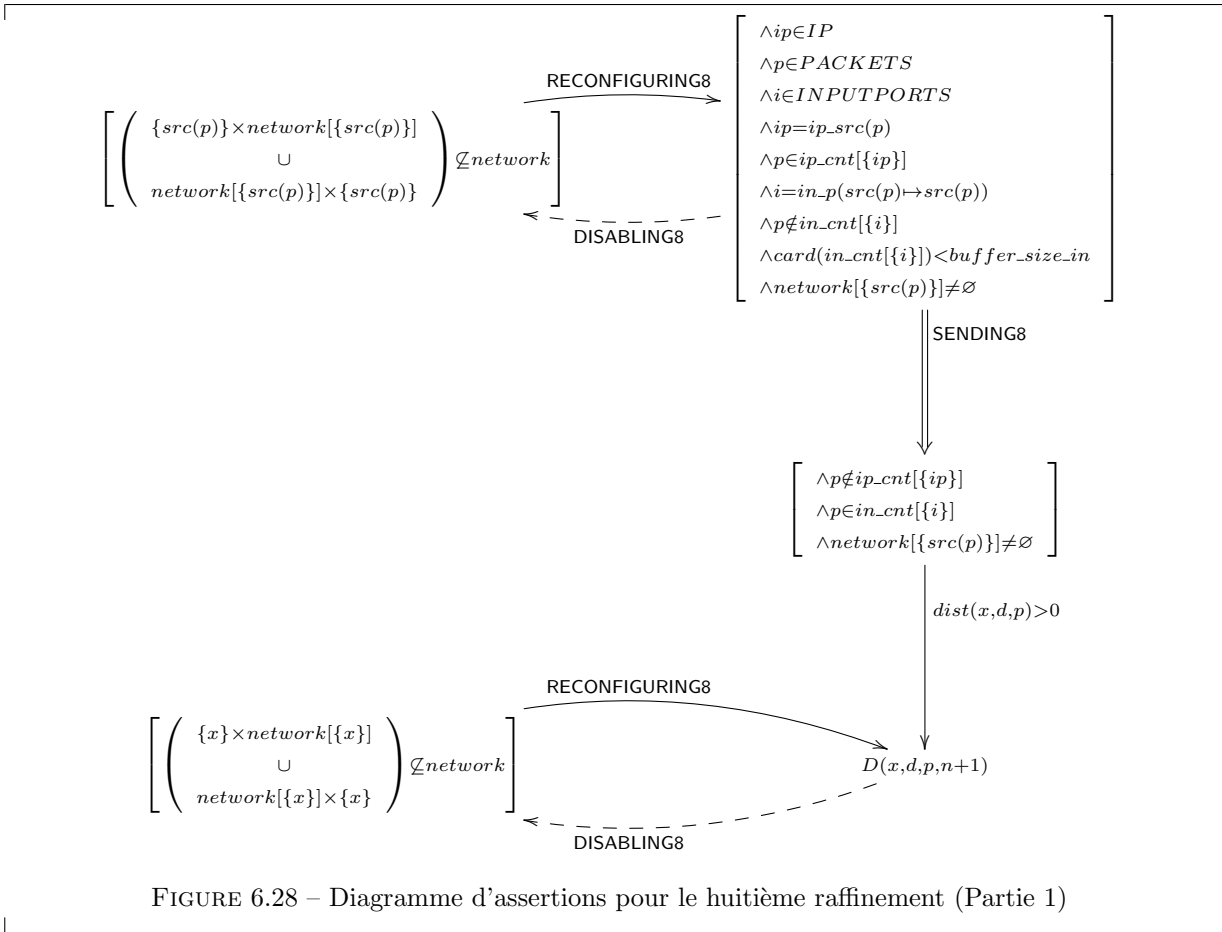 ∧ip∈IP
∧p∈PACKETS
∧i∈INPUTPORTS
∧ip=ip_src(p)
∧p∈ip_cnt[{ip}]
∧i=in_p(src(p)↦src(p))
∧p∉in_cnt[{i}]
∧card(in_cnt[{i}])<buffer_size_in
∧network[{src(p)}]≠∅
RECONFIGURING8
{src(p)}×network[{src(p)}]
∪
network[{src(p)}]×{src(p)}
⊈network
DISABLING8
SENDING8
∧p∉ip_cnt[{ip}]
∧p∈in_cnt[{i}]
∧network[{src(p)}]≠∅
dist(x,d,p)>0
RECONFIGURING8
{x}×network[{x}]
∪
network[{x}]×{x}
⊈network
D(x,d,p,n+1)
DISABLING8
FIGURE 6.28 – Diagramme d'assertions pour le huitième raffinement (Partie 1)